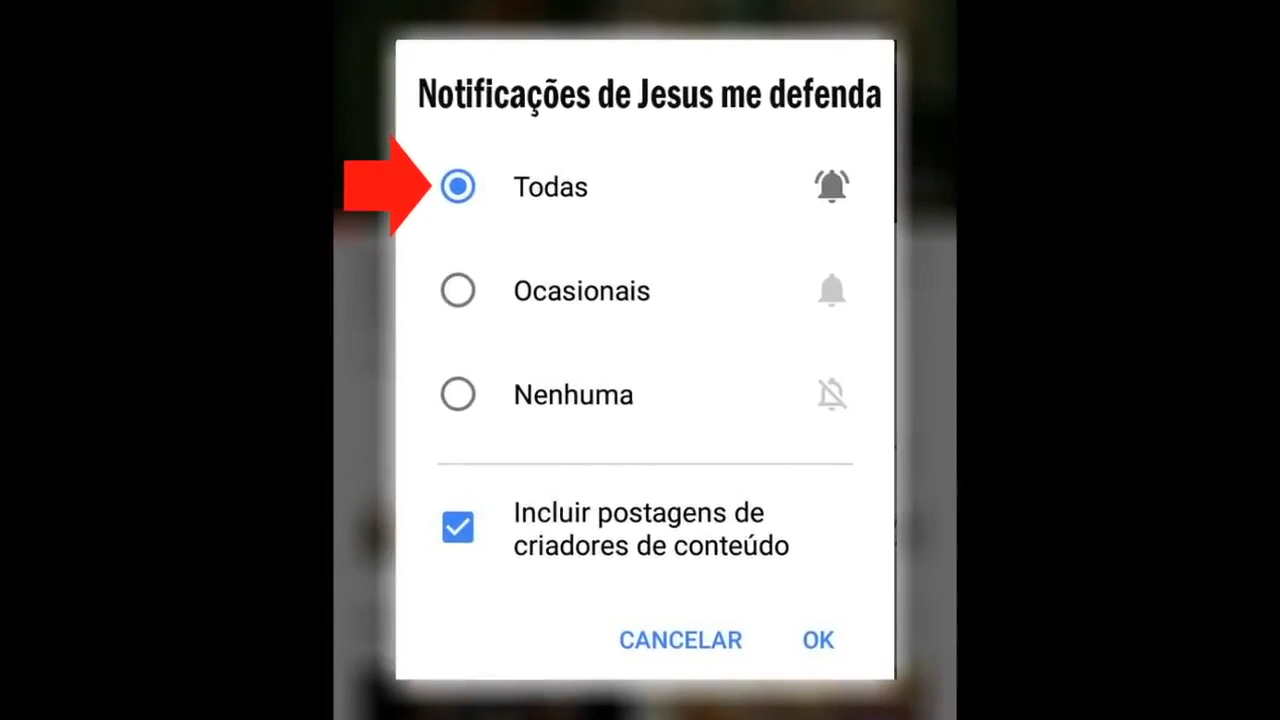 Notificações de Jesus me defenda
Todas
Ocasionais
Nenhuma
Incluir postagens de
criadores de conteúdo
CANCELAR OK